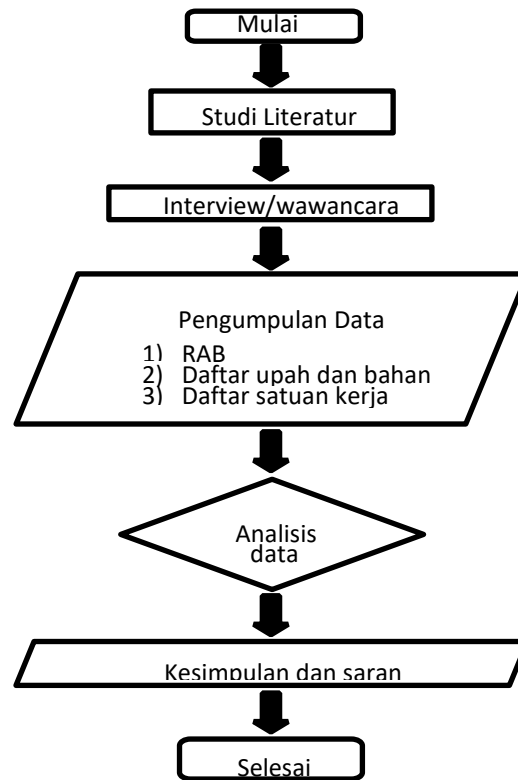 Mulai
Studi Literatur
Interview/wawancara
Pengumpulan Data
1) RAB
2) Daftar upah dan bahan
3) Daftar satuan kerja
Analisis
data
Kesimpulan dan saran
Selesai